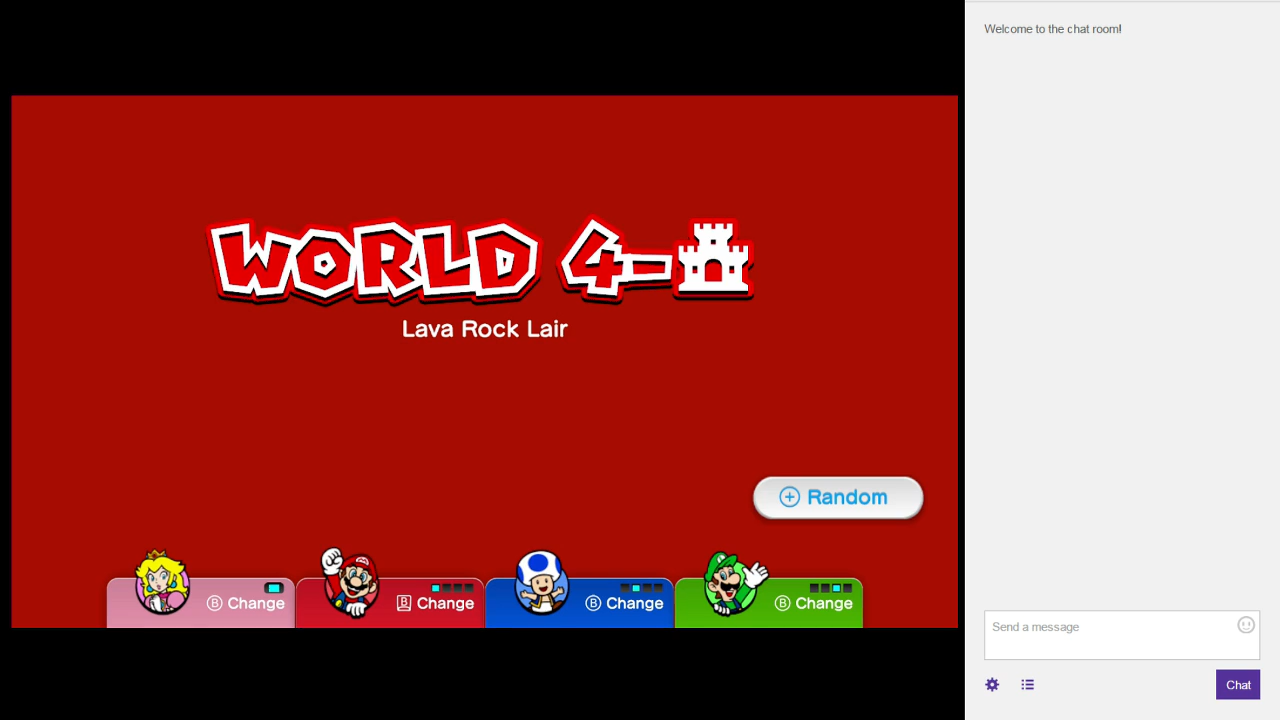 WORLD 4-
Lava Rock Lair
+ Random
B Change
B Change
B Change
B Change
Welcome to the chat room!
Send a message
Chat